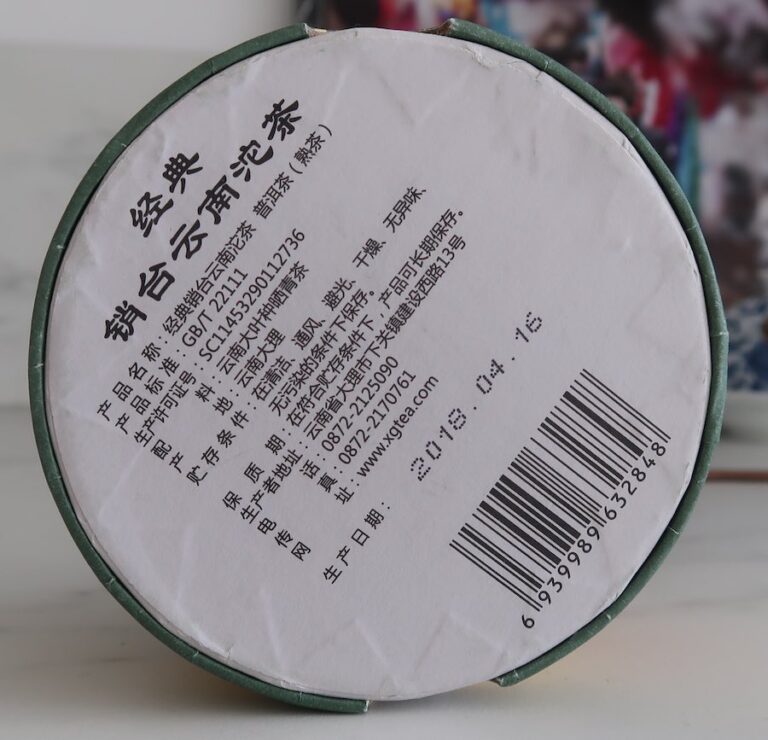 经典
销台云南沱茶
产品名称：经典销台云南沱茶 普洱茶（熟茶）
产品标准：GB/T 22111
生产许可证号：SC11453290112736
配料：云南大叶种晒青茶
产地：云南大理
贮存条件：在清洁、通风、避光、干燥、无异味、
无污染的条件下保存。
保质期：在符合贮存条件下，产品可长期保存。
生产者地址：云南省大理市下关镇建设西路13号
电话：0872-2125090
传真：0872-2170761
网址：www.xgtea.com
生产日期：2018.04.16
6939989632848